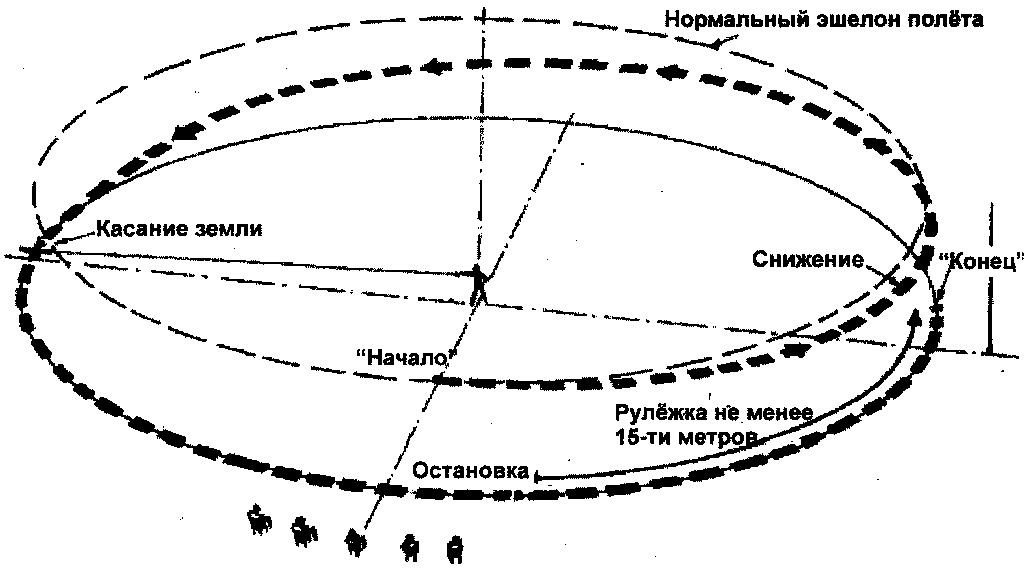 Нормальный эшелон полёта
Касание земли
Снижение
“Конец”
“Начало”
Рулёжка не менее
15-ти метров
Остановка